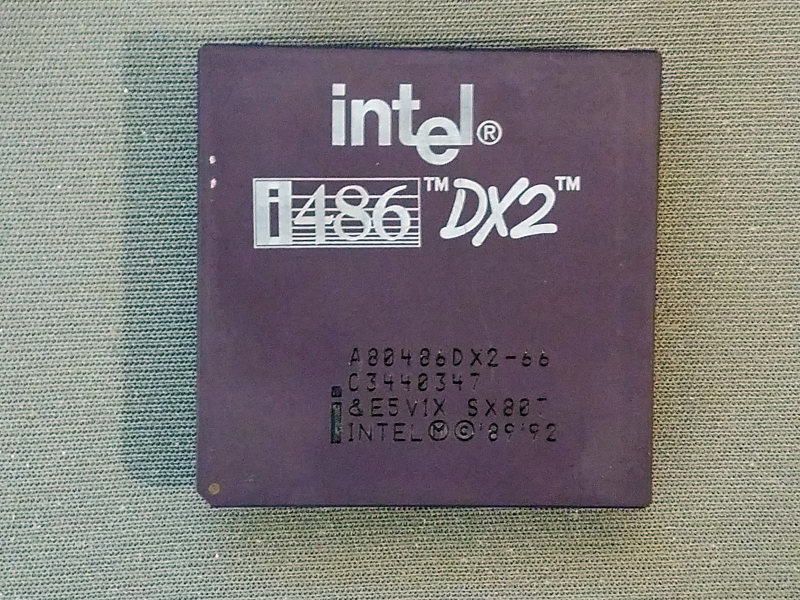 intel®
i486™ DX2™
A80486DX2-66
C3440347
i &E5V1X SX807
INTEL Ⓜ © '89 '92